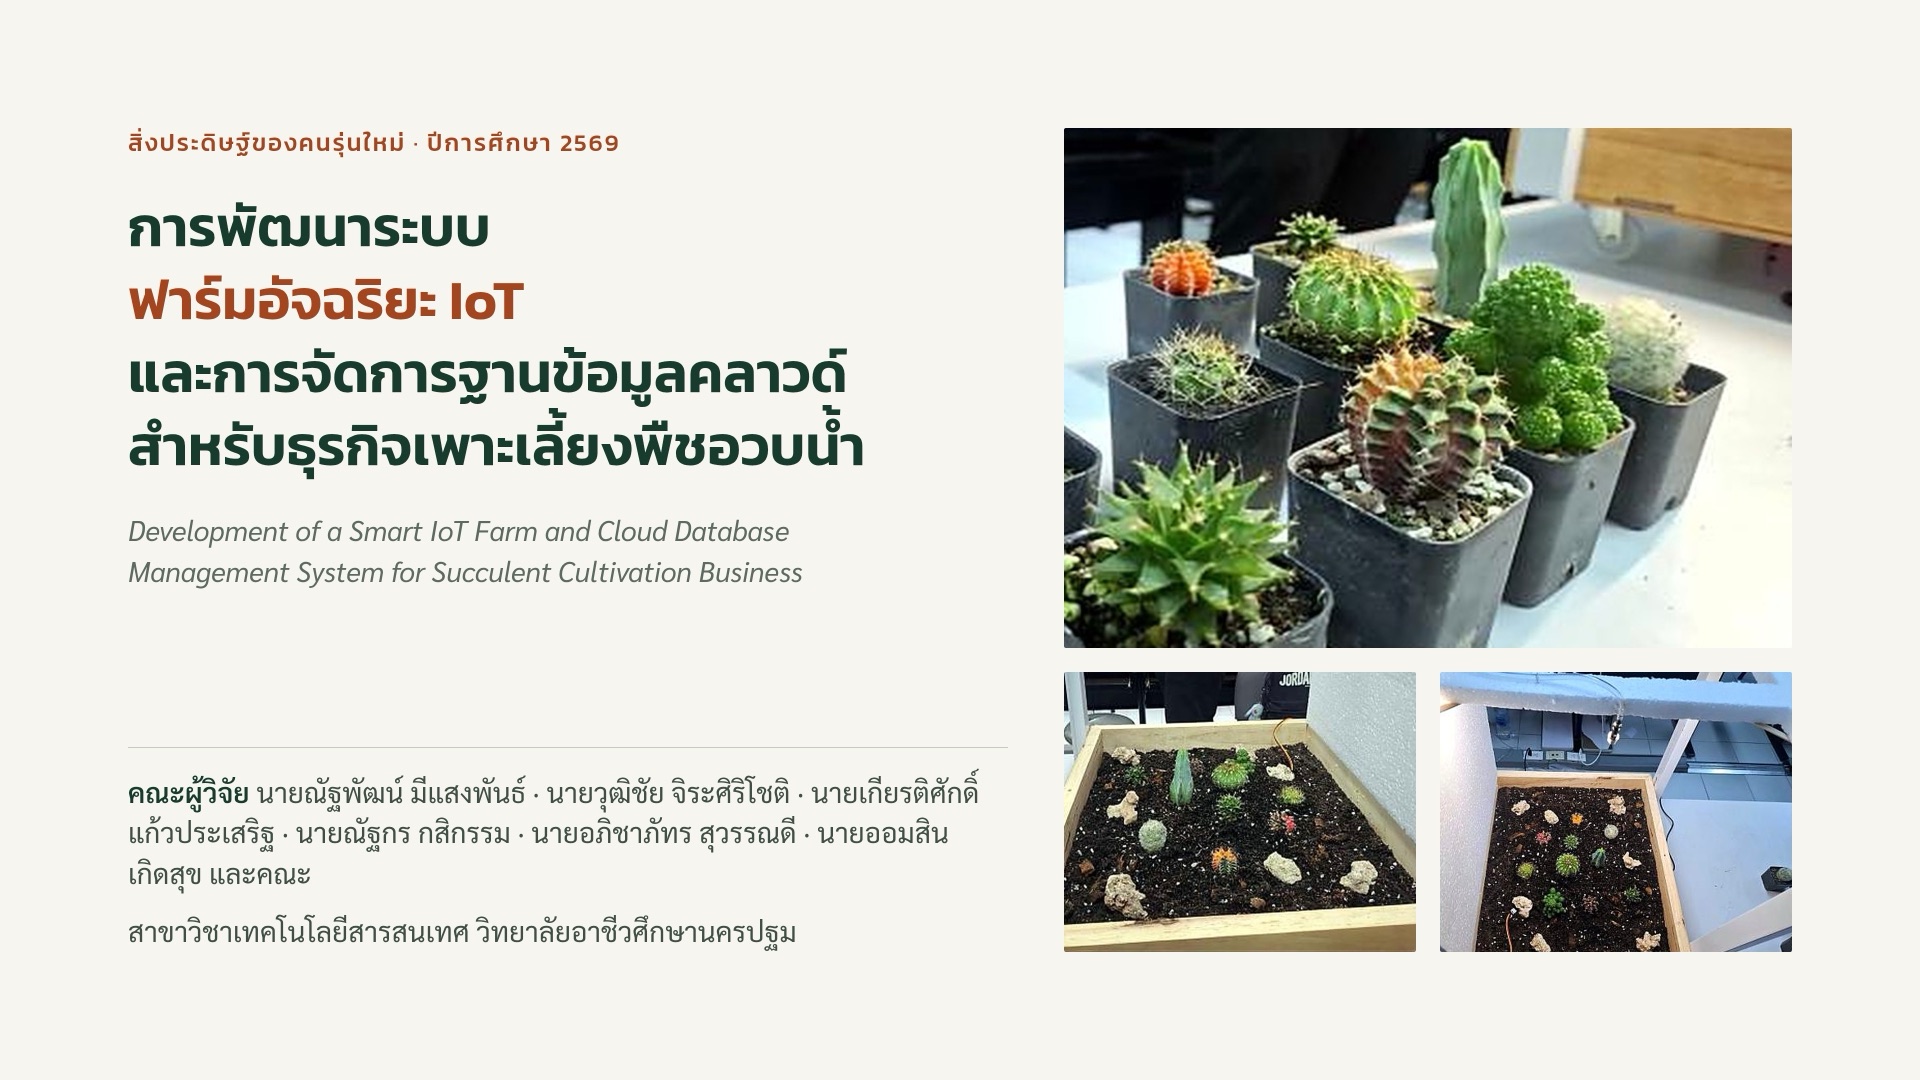 สิ่งประดิษฐ์ของคนรุ่นใหม่ · ปีการศึกษา 2569
การพัฒนาระบบ
ฟาร์มอัจฉริยะ IoT
และการจัดการฐานข้อมูลคลาวด์
สำหรับธุรกิจเพาะเลี้ยงพืชอวบน้ำ
Development of a Smart IoT Farm and Cloud Database
Management System for Succulent Cultivation Business
คณะผู้วิจัย นายณัฐพัฒน์ มีแสงพันธ์ · นายวุฒิชัย จิระศิริโชติ · นายเกียรติศักดิ์
แก้วประเสริฐ · นายณัฐกร กสิกรรม · นายอภิชาภัทร สุวรรณดี · นายออมสิน
เกิดสุข และคณะ
สาขาวิชาเทคโนโลยีสารสนเทศ วิทยาลัยอาชีวศึกษานครปฐม